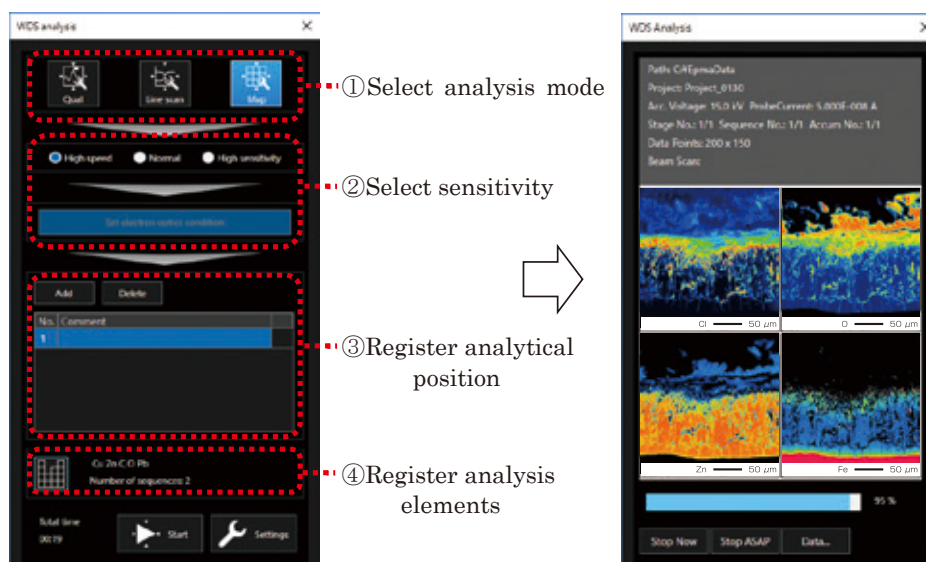 WDS analysis
Qual
Line scan
Map
①Select analysis mode
High speed
Normal
High sensitivity
②Select sensitivity
Set electron optics condition
Add
Delete
No.
Comment
1
③Register analytical
position
Cu Zn C O Pb
Number of sequences: 2
④Register analysis
elements
Total time
00:19
Start
Settings
WDS Analysis
Path: C:¥EpmaData
Project: Project_0130
Acc. Voltage: 15.0 kV ProbeCurrent: 5.000E-008 A
Stage No.: 1/1 Sequence No.: 1/1 Accum No.: 1/1
Data Points: 200 x 150
Beam Scan:
Cl 50 μm
O 50 μm
Zn 50 μm
Fe 50 μm
95 %
Stop Now
Stop ASAP
Data...